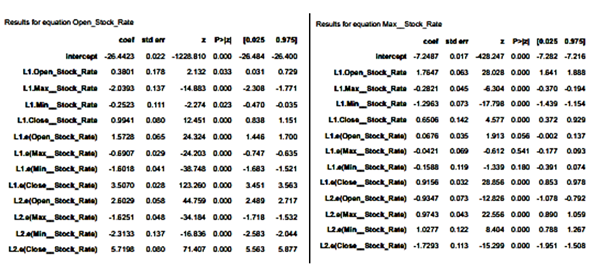 Results for equation Open_Stock_Rate
coef std err z P>|z| [0.025 0.975]
Intercept -26.4423 0.022 -1228.810 0.000 -26.484 -26.400
L1.Open_Stock_Rate 0.3801 0.178 2.132 0.033 0.031 0.729
L1.Max__Stock_Rate -2.0393 0.137 -14.883 0.000 -2.308 -1.771
L1.Min__Stock_Rate -0.2523 0.111 -2.274 0.023 -0.470 -0.035
L1.Close__Stock_Rate 0.9941 0.080 12.451 0.000 0.838 1.151
L1.e(Open_Stock_Rate) 1.5728 0.065 24.324 0.000 1.446 1.700
L1.e(Max__Stock_Rate) -0.6907 0.029 -24.203 0.000 -0.747 -0.635
L1.e(Min__Stock_Rate) -1.6018 0.041 -38.748 0.000 -1.683 -1.521
L1.e(Close__Stock_Rate) 3.5070 0.028 123.260 0.000 3.451 3.563
L2.e(Open_Stock_Rate) 2.6029 0.058 44.759 0.000 2.489 2.717
L2.e(Max__Stock_Rate) -1.6251 0.048 -34.184 0.000 -1.718 -1.532
L2.e(Min__Stock_Rate) -2.3133 0.137 -16.836 0.000 -2.583 -2.044
L2.e(Close__Stock_Rate) 5.7198 0.080 71.407 0.000 5.563 5.877
Results for equation Max__Stock_Rate
coef std err z P>|z| [0.025 0.975]
Intercept -7.2487 0.017 -428.247 0.000 -7.282 -7.216
L1.Open_Stock_Rate 1.7647 0.063 28.028 0.000 1.641 1.888
L1.Max__Stock_Rate -0.2821 0.045 -6.304 0.000 -0.370 -0.194
L1.Min__Stock_Rate -1.2963 0.073 -17.798 0.000 -1.439 -1.154
L1.Close__Stock_Rate 0.6506 0.142 4.577 0.000 0.372 0.929
L1.e(Open_Stock_Rate) 0.0676 0.035 1.913 0.056 -0.002 0.137
L1.e(Max__Stock_Rate) -0.0421 0.069 -0.612 0.541 -0.177 0.093
L1.e(Min__Stock_Rate) -0.1588 0.119 -1.339 0.180 -0.391 0.074
L1.e(Close__Stock_Rate) 0.9156 0.032 28.856 0.000 0.853 0.978
L2.e(Open_Stock_Rate) -0.9347 0.073 -12.826 0.000 -1.078 -0.792
L2.e(Max__Stock_Rate) 0.9743 0.043 22.556 0.000 0.890 1.059
L2.e(Min__Stock_Rate) 1.0277 0.122 8.404 0.000 0.788 1.267
L2.e(Close__Stock_Rate) -1.7293 0.113 -15.299 0.000 -1.951 -1.508